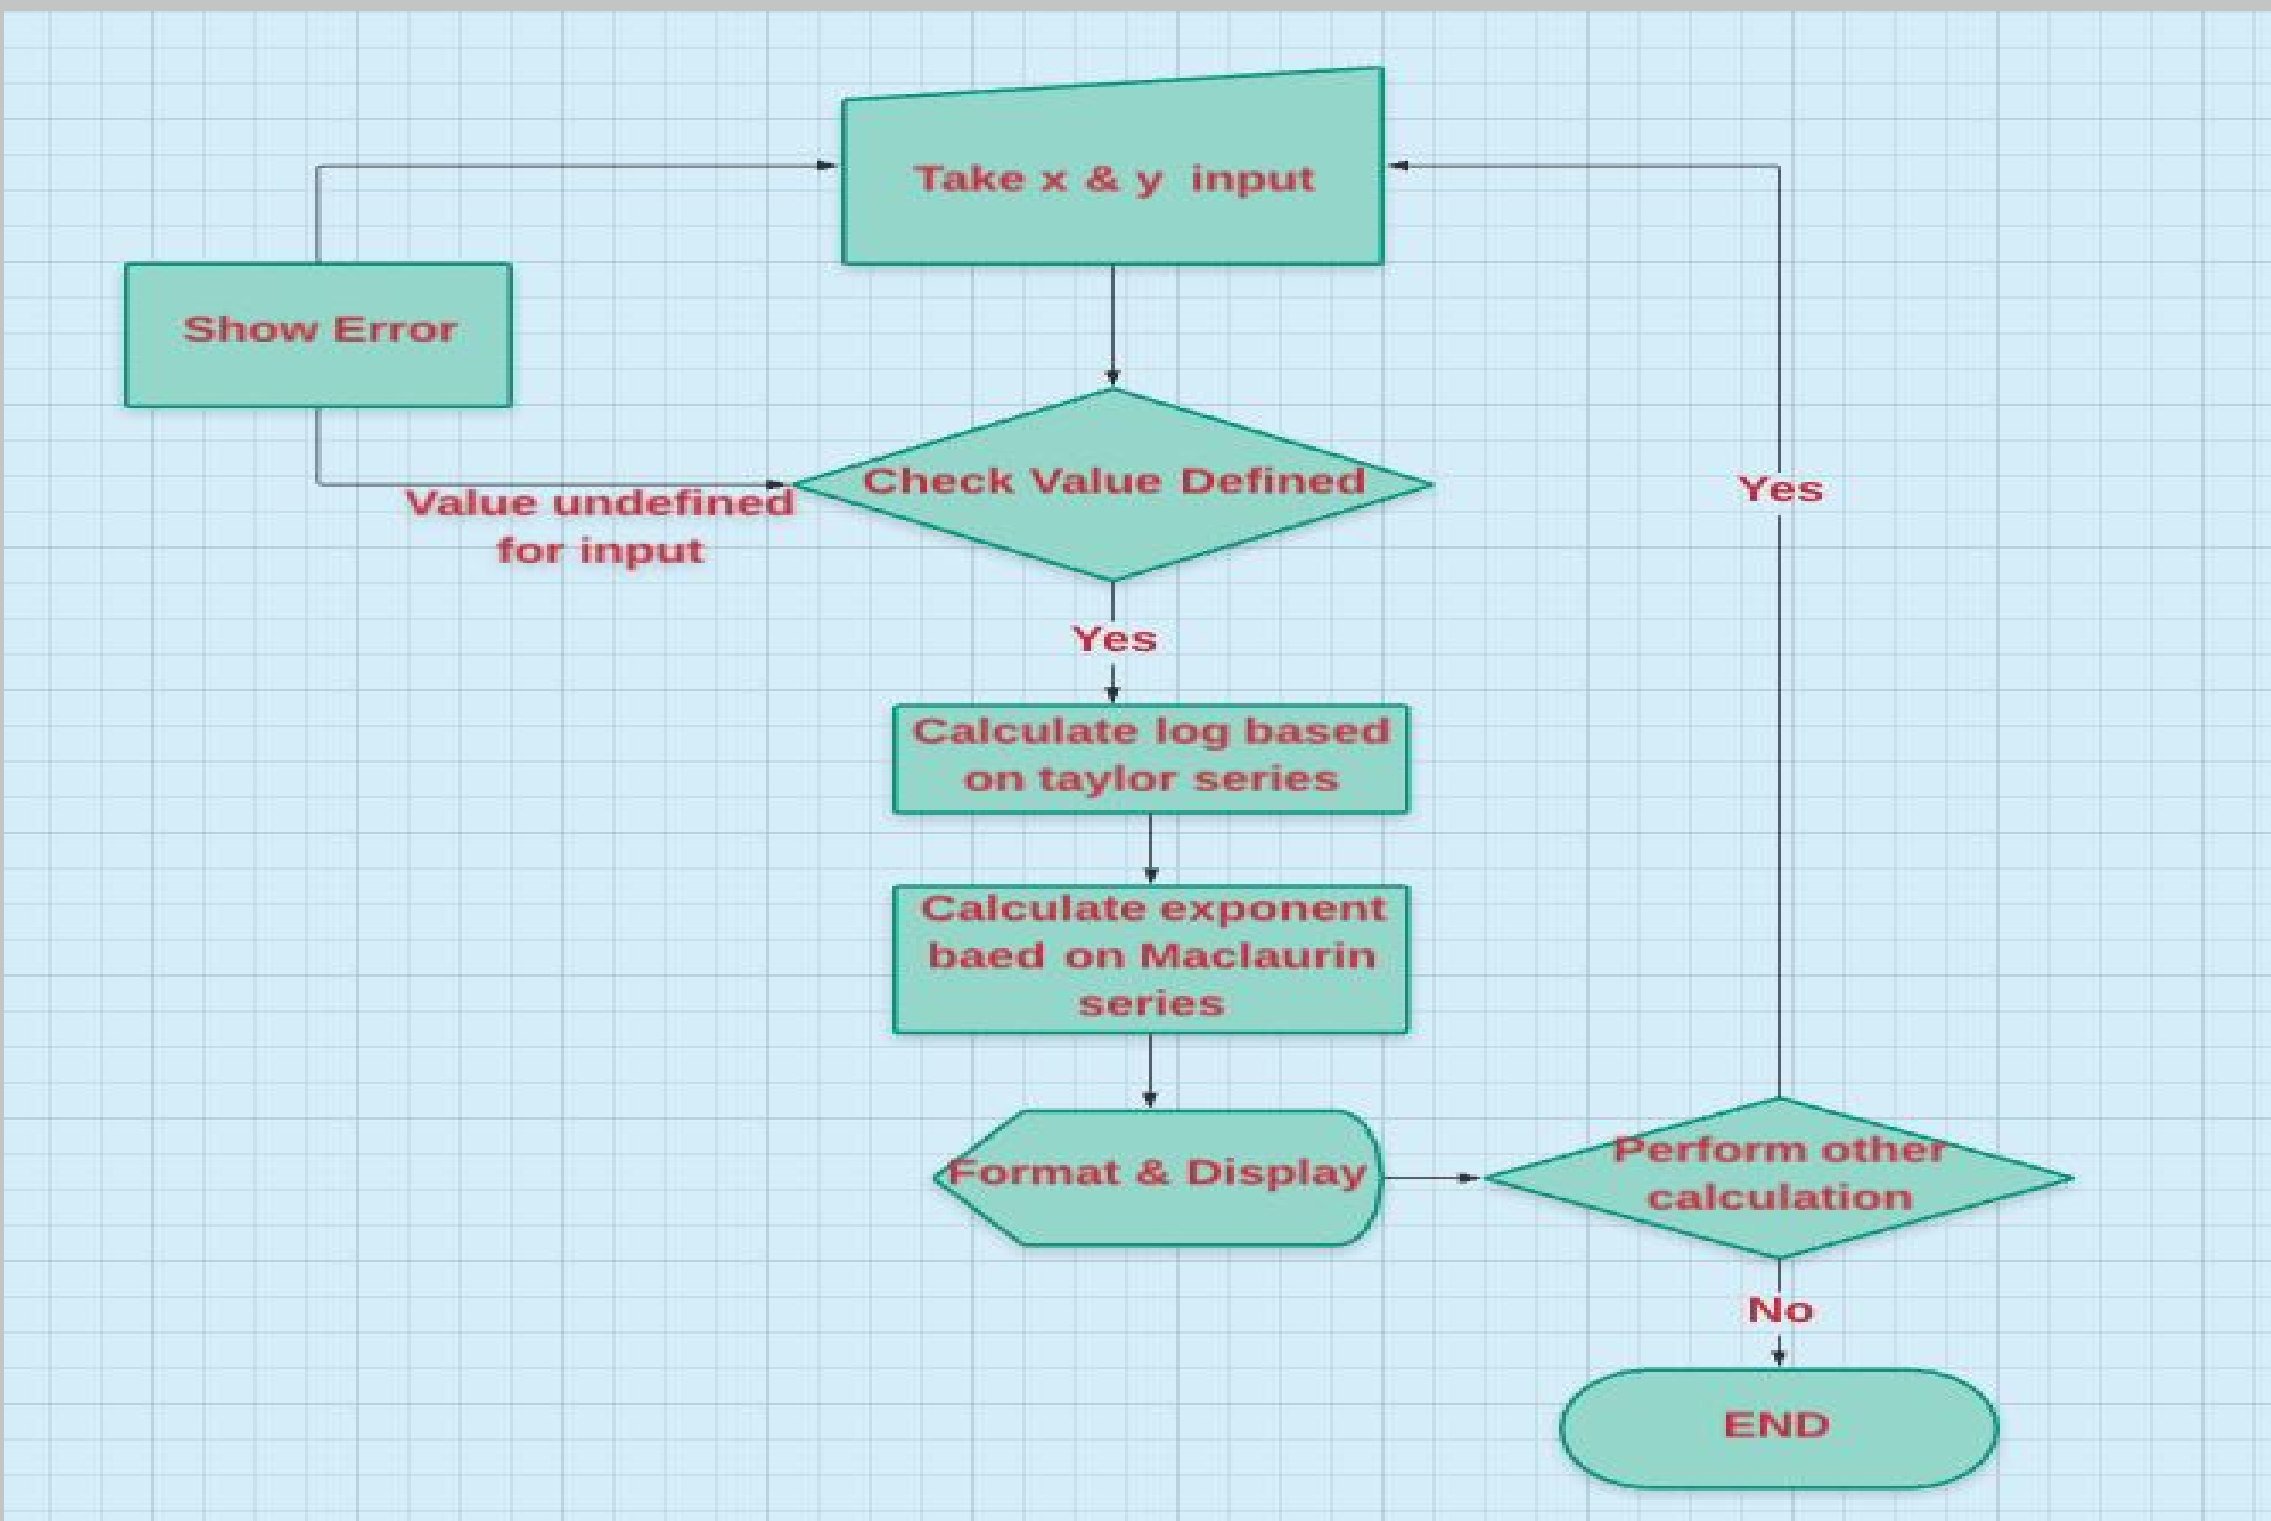 Take x & y input
Show Error
Check Value Defined
Value undefined
for input
Yes
Yes
Calculate log based
on taylor series
Calculate exponent
baed on Maclaurin
series
Format & Display
Perform other
calculation
No
END